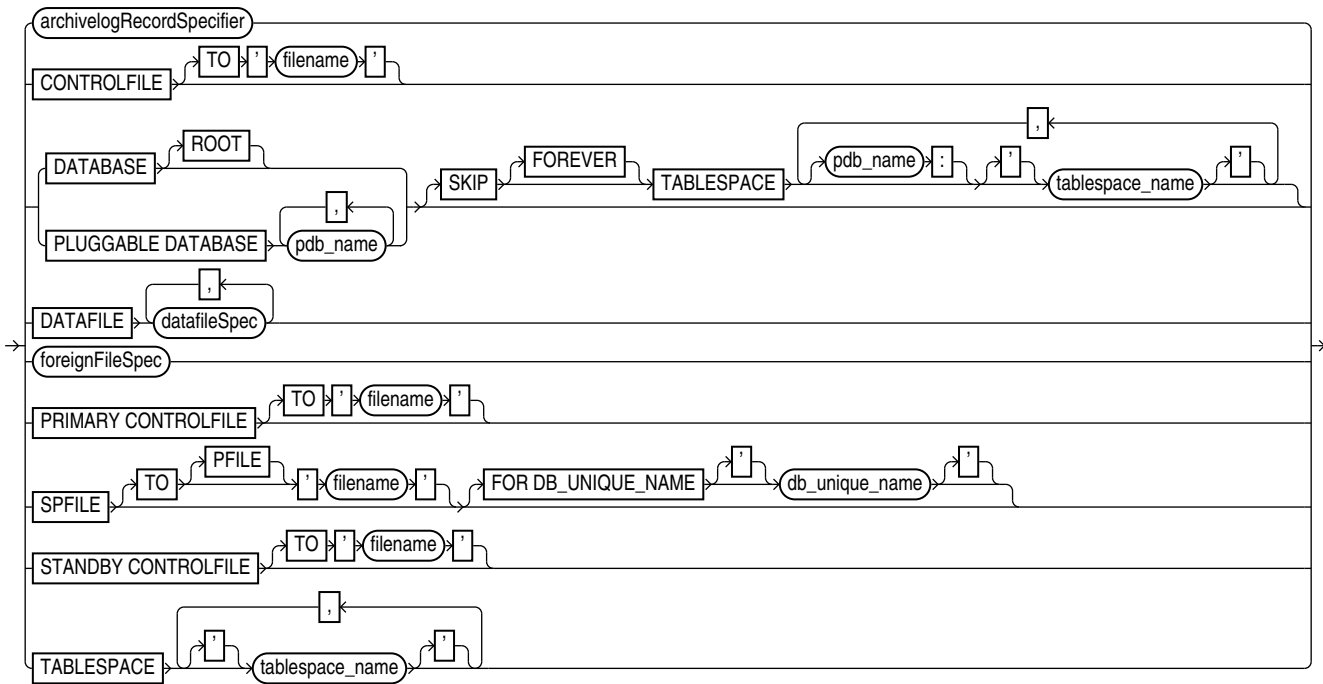 archivelogRecordSpecifier
TO ' filename '
CONTROLFILE
,
ROOT
FOREVER pdb_name : ' '
DATABASE
SKIP TABLESPACE tablespace_name
,
PLUGGABLE DATABASE pdb_name
,
DATAFILE datafileSpec
foreignFileSpec
TO ' filename '
PRIMARY CONTROLFILE
PFILE ' '
TO ' filename ' FOR DB_UNIQUE_NAME db_unique_name
SPFILE
TO ' filename '
STANDBY CONTROLFILE
,
' '
TABLESPACE tablespace_name